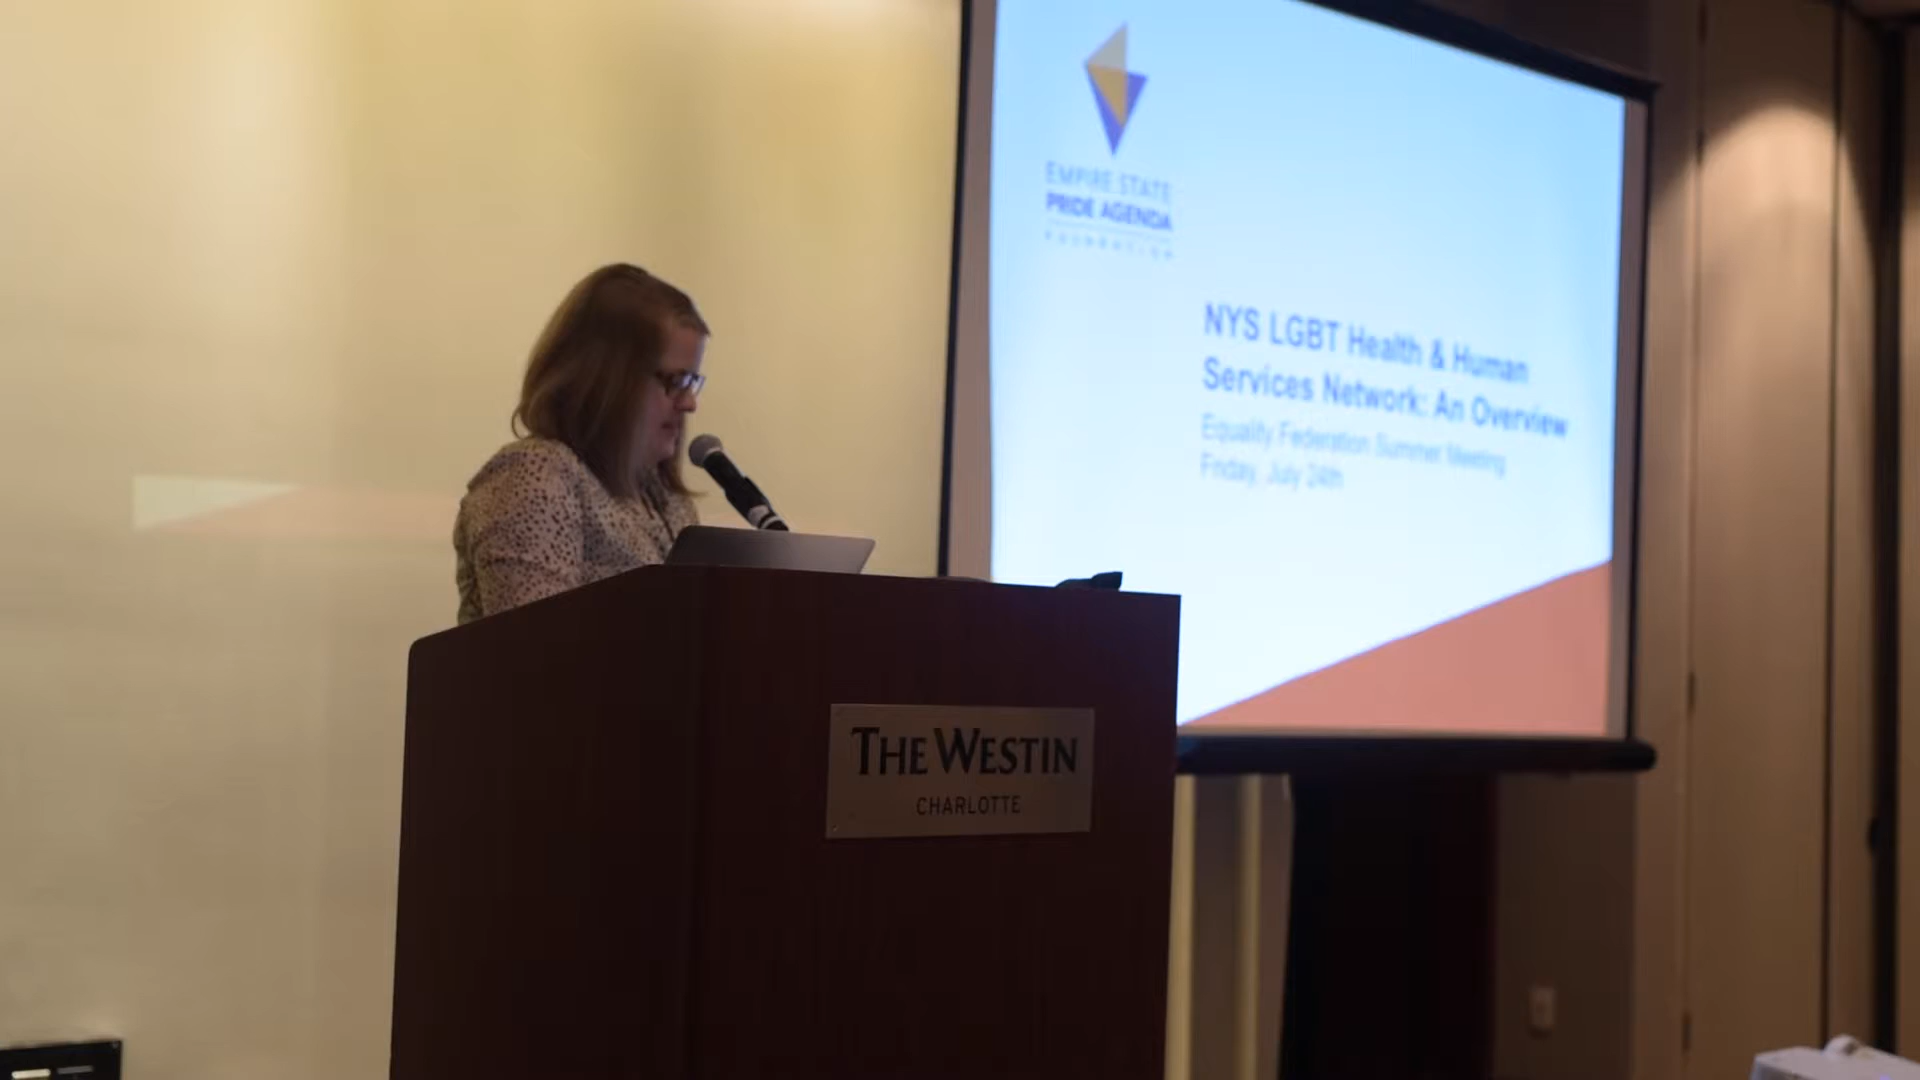 EMPIRE STATE
PRIDE AGENDA
FOUNDATION
NYS LGBT Health & Human
Services Network: An Overview
Equality Federation Summer Meeting
Friday, July 24th
THE WESTIN
CHARLOTTE